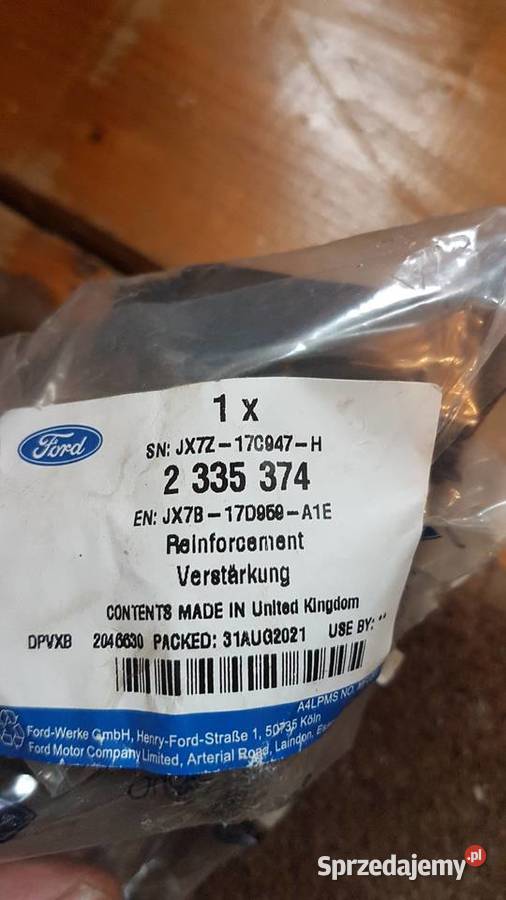 1 x
Ford
SN: JX7Z-17C947-H
2 335 374
EN: JX7B-17D959-A1E
Reinforcement
Verstärkung
CONTENTS MADE IN United Kingdom
DPVXB 2046630 PACKED: 31AUG2021 USE BY: **
A4LPMS NO.
Ford-Werke GmbH, Henry-Ford-Straße 1, 50735 Köln
Ford Motor Company Limited, Arterial Road, Laindon,
Sprzedajemy.pl